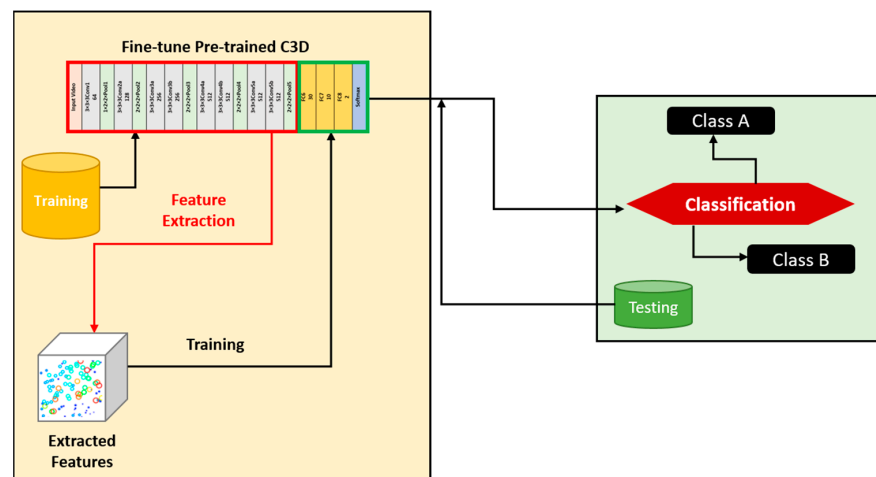 Fine-tune Pre-trained C3D
Input Video
3×3×3Conv1
64
1×2×2×Pool1
3×3×3Conv2a
128
2×2×2×Pool2
3×3×3Conv3a
256
3×3×3Conv3b
256
2×2×2×Pool3
3×3×3Conv4a
512
3×3×3Conv4b
512
2×2×2×Pool4
3×3×3Conv5a
512
3×3×3Conv5b
512
2×2×2×Pool5
FC6
30
FC7
10
FC8
2
Softmax
Training
Feature
Extraction
Training
Extracted
Features
Class A
Classification
Class B
Testing